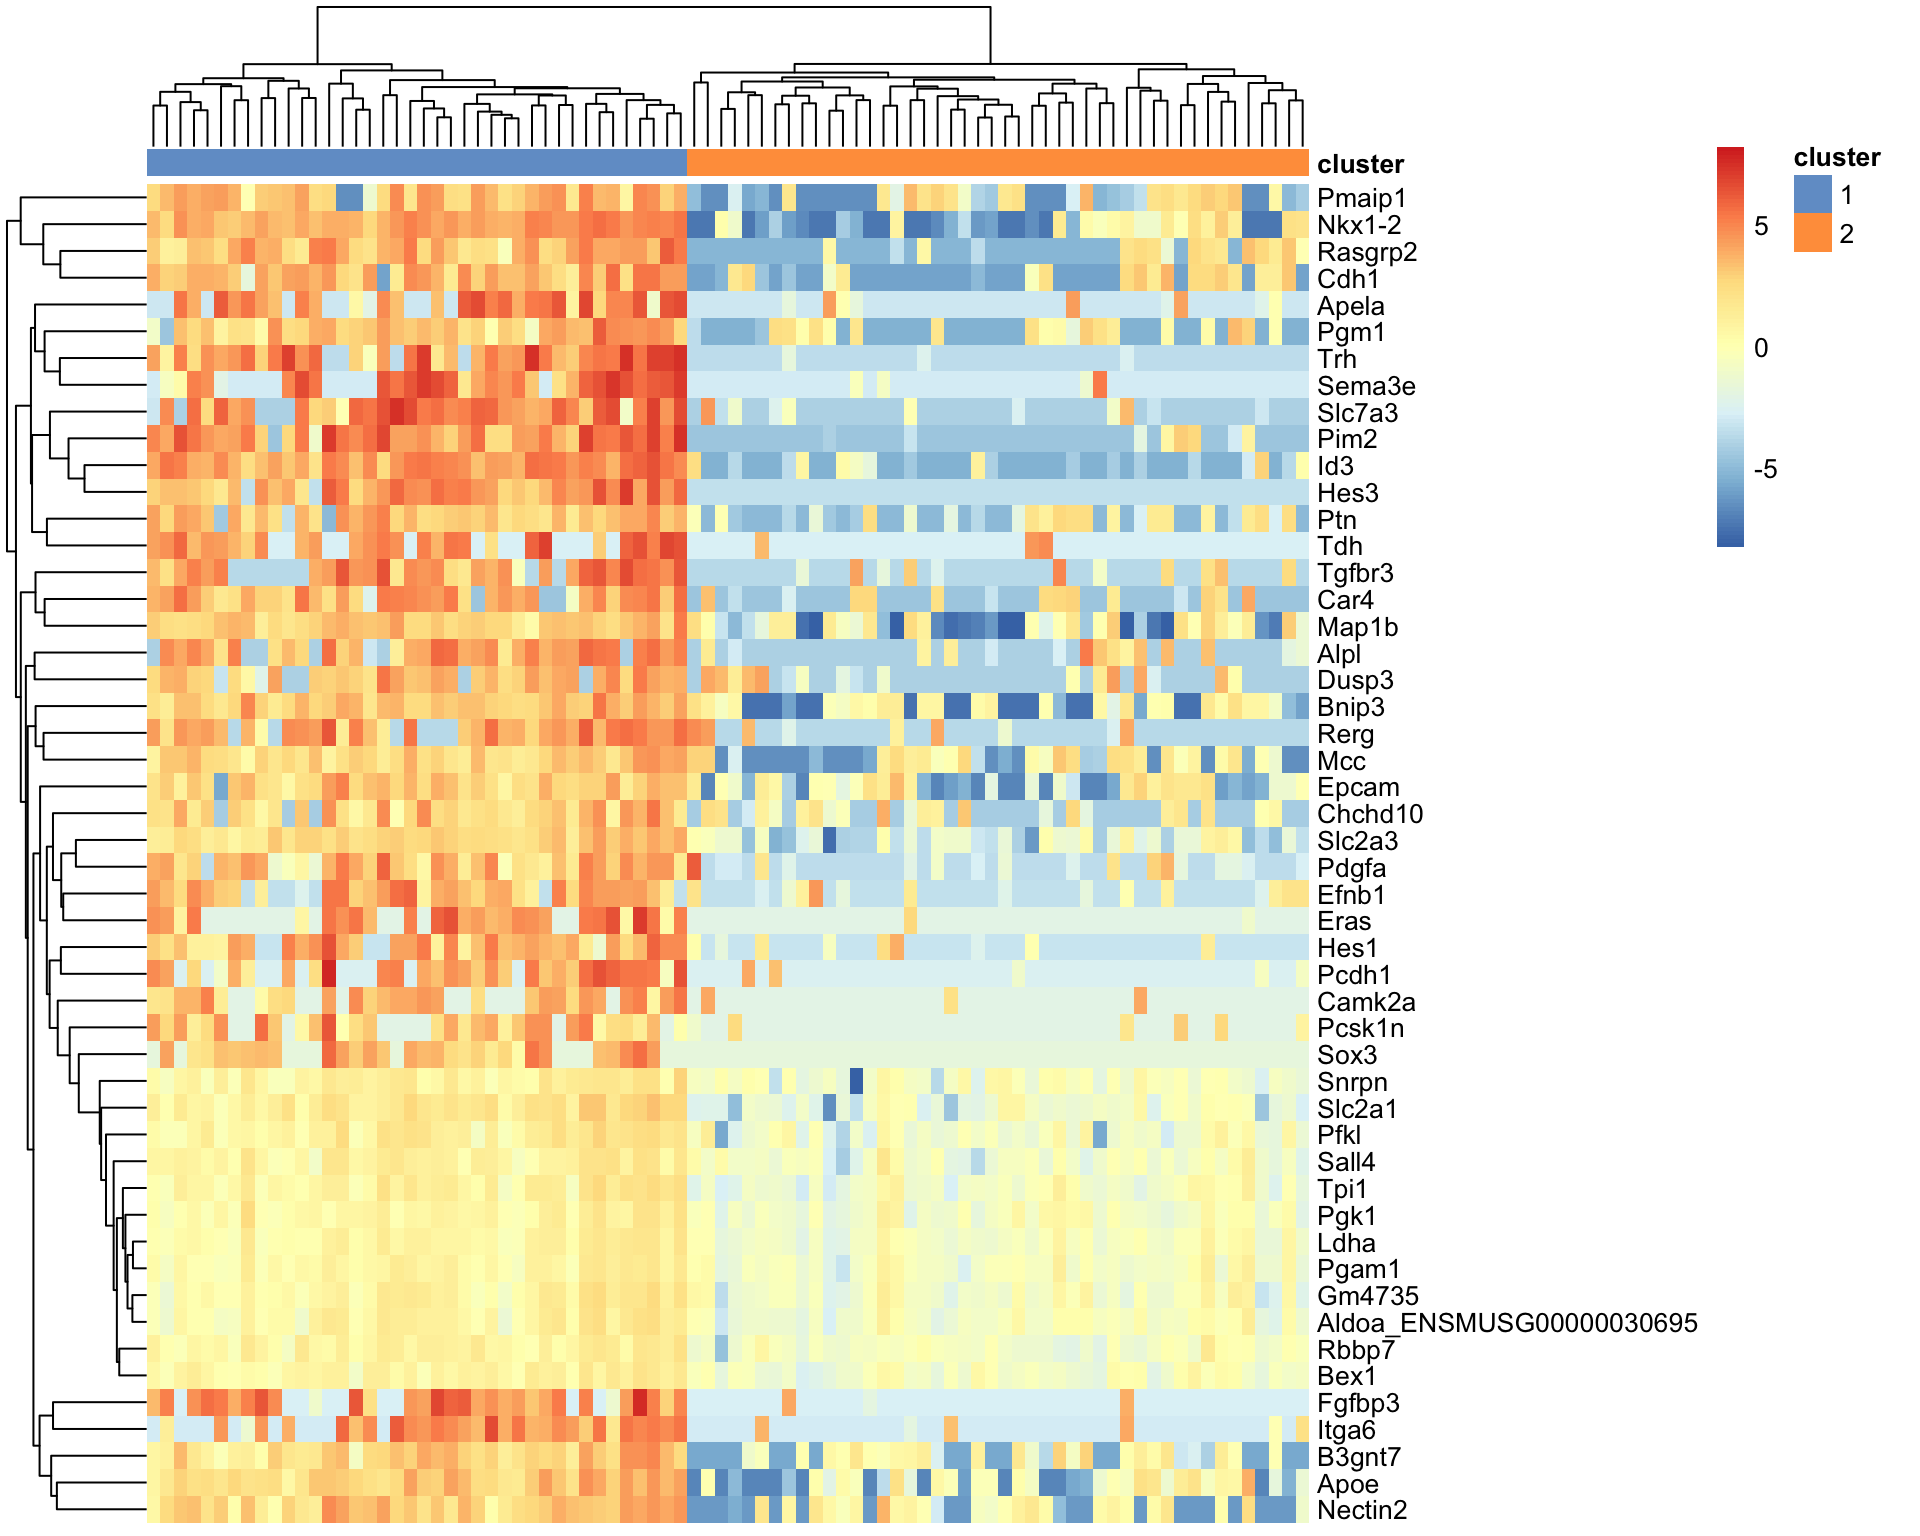 cluster
Pmaip1
Nkx1-2
Rasgrp2
Cdh1
Apela
Pgm1
Trh
Sema3e
Slc7a3
Pim2
Id3
Hes3
Ptn
Tdh
Tgfbr3
Car4
Map1b
Alpl
Dusp3
Bnip3
Rerg
Mcc
Epcam
Chchd10
Slc2a3
Pdgfa
Efnb1
Eras
Hes1
Pcdh1
Camk2a
Pcsk1n
Sox3
Snrpn
Slc2a1
Pfkl
Sall4
Tpi1
Pgk1
Ldha
Pgam1
Gm4735
Aldoa_ENSMUSG00000030695
Rbbp7
Bex1
Fgfbp3
Itga6
B3gnt7
Apoe
Nectin2
5
0
-5
cluster
1
2